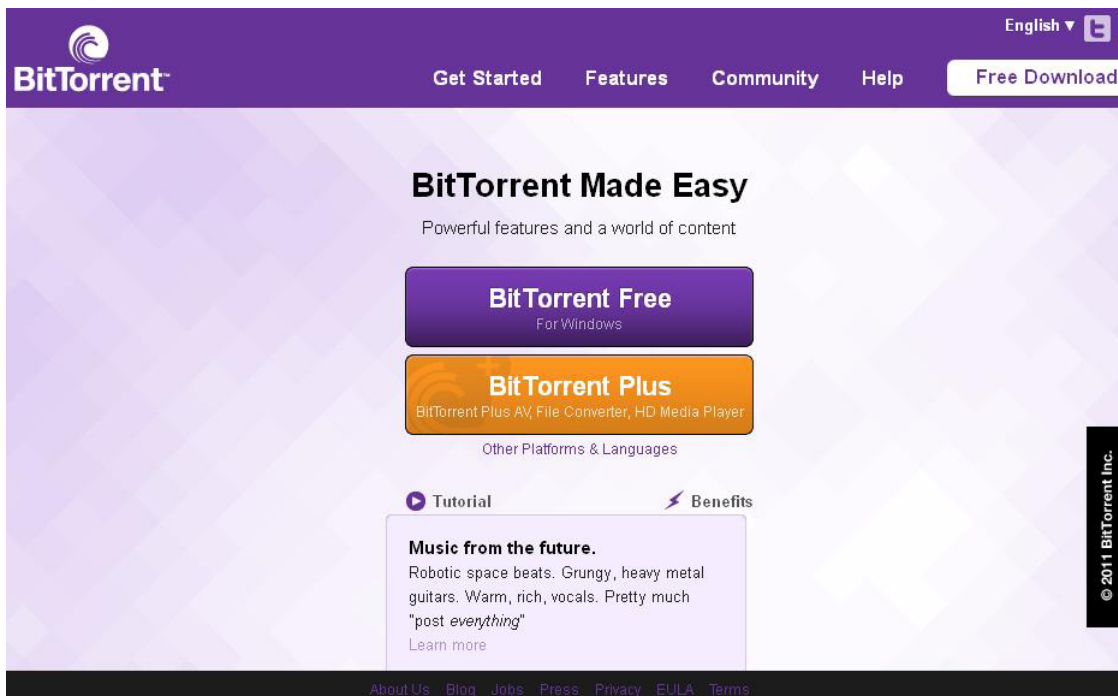 English ▼
BitTorrent™
Get Started Features Community Help Free Download
BitTorrent Made Easy
Powerful features and a world of content
BitTorrent Free
For Windows
BitTorrent Plus
BitTorrent Plus AV, File Converter, HD Media Player
Other Platforms & Languages
Tutorial Benefits
Music from the future.
Robotic space beats. Grungy, heavy metal
guitars. Warm, rich, vocals. Pretty much
"post everything"
Learn more
© 2011 BitTorrent Inc.
About Us Blog Jobs Press Privacy EULA Terms